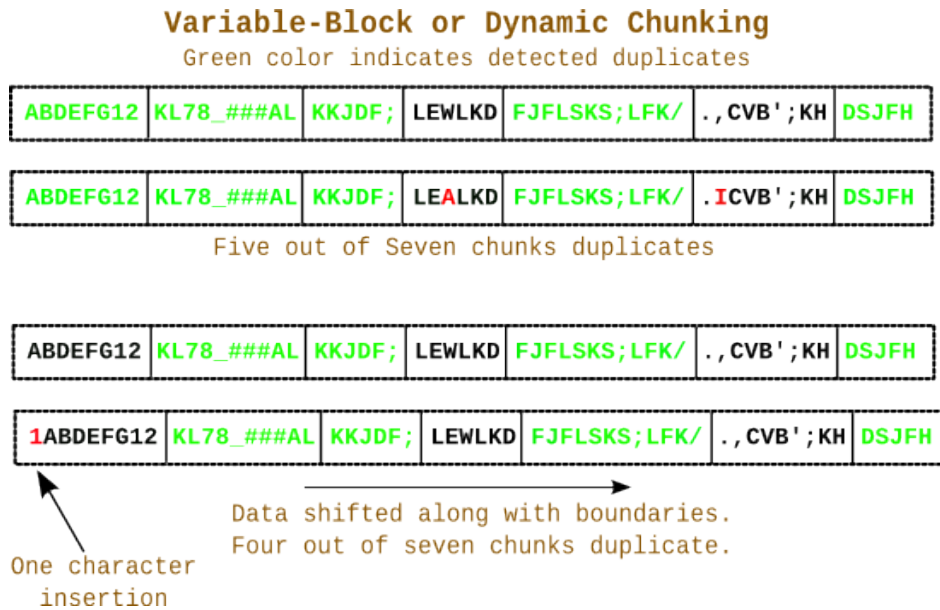 Variable-Block or Dynamic Chunking
Green color indicates detected duplicates
ABDEFG12 KL78_###AL KKJDF; LEWLKD FJFLSKS;LFK/ .,CVB';KH DSJFH
ABDEFG12 KL78_###AL KKJDF; LEALKD FJFLSKS;LFK/ .ICVB';KH DSJFH
Five out of Seven chunks duplicates
ABDEFG12 KL78_###AL KKJDF; LEWLKD FJFLSKS;LFK/ .,CVB';KH DSJFH
1ABDEFG12 KL78_###AL KKJDF; LEWLKD FJFLSKS;LFK/ .,CVB';KH DSJFH
Data shifted along with boundaries.
Four out of seven chunks duplicate.
One character
insertion